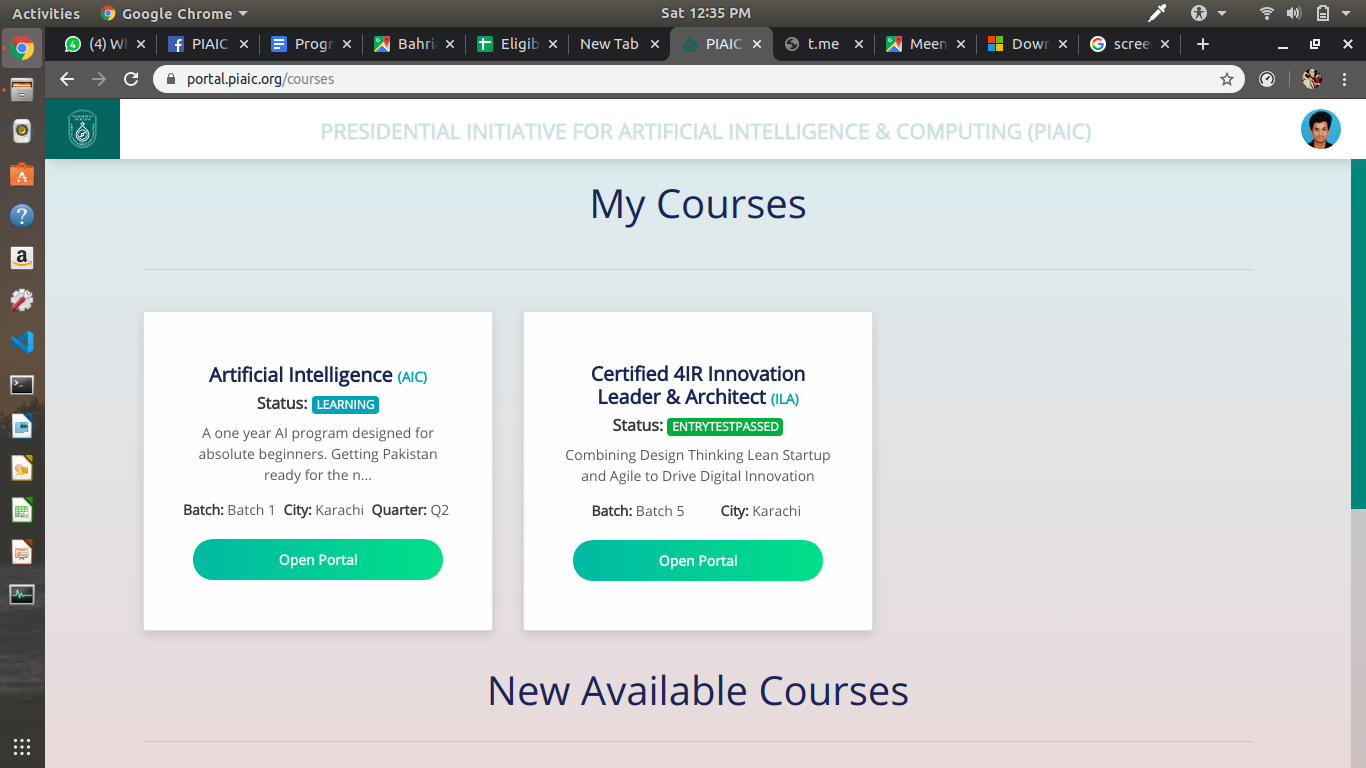 Activities Google Chrome Sat 12:35 PM
(4) W PIAIC Progr Bahri Eligib New Tab PIAIC t.me Meen Down scree
portal.piaic.org/courses
PRESIDENTIAL INITIATIVE FOR ARTIFICIAL INTELLIGENCE & COMPUTING (PIAIC)
My Courses
Artificial Intelligence (AIC)
Status: LEARNING
A one year AI program designed for
absolute beginners. Getting Pakistan
ready for the n...
Batch: Batch 1 City: Karachi Quarter: Q2
Open Portal
Certified 4IR Innovation
Leader & Architect (ILA)
Status: ENTRYTESTPASSED
Combining Design Thinking Lean Startup
and Agile to Drive Digital Innovation
Batch: Batch 5 City: Karachi
Open Portal
New Available Courses